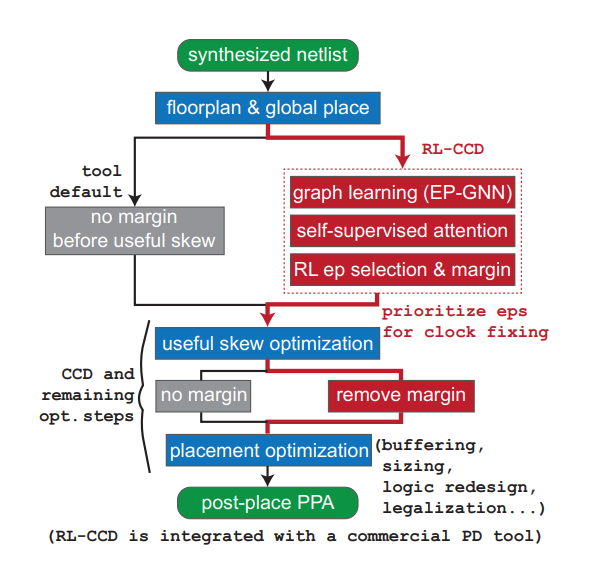 synthesized netlist
floorplan & global place
RL-CCD
tool
default
graph learning (EP-GNN)
no margin
before useful skew
self-supervised attention
RL ep selection & margin
prioritize eps
for clock fixing
useful skew optimization
CCD and
remaining
opt.steps
no margin
remove margin
placement optimization
(buffering,
sizing,
logic redesign,
legalization...)
post-place PPA
(RL-CCD is integrated with a commercial PD tool)